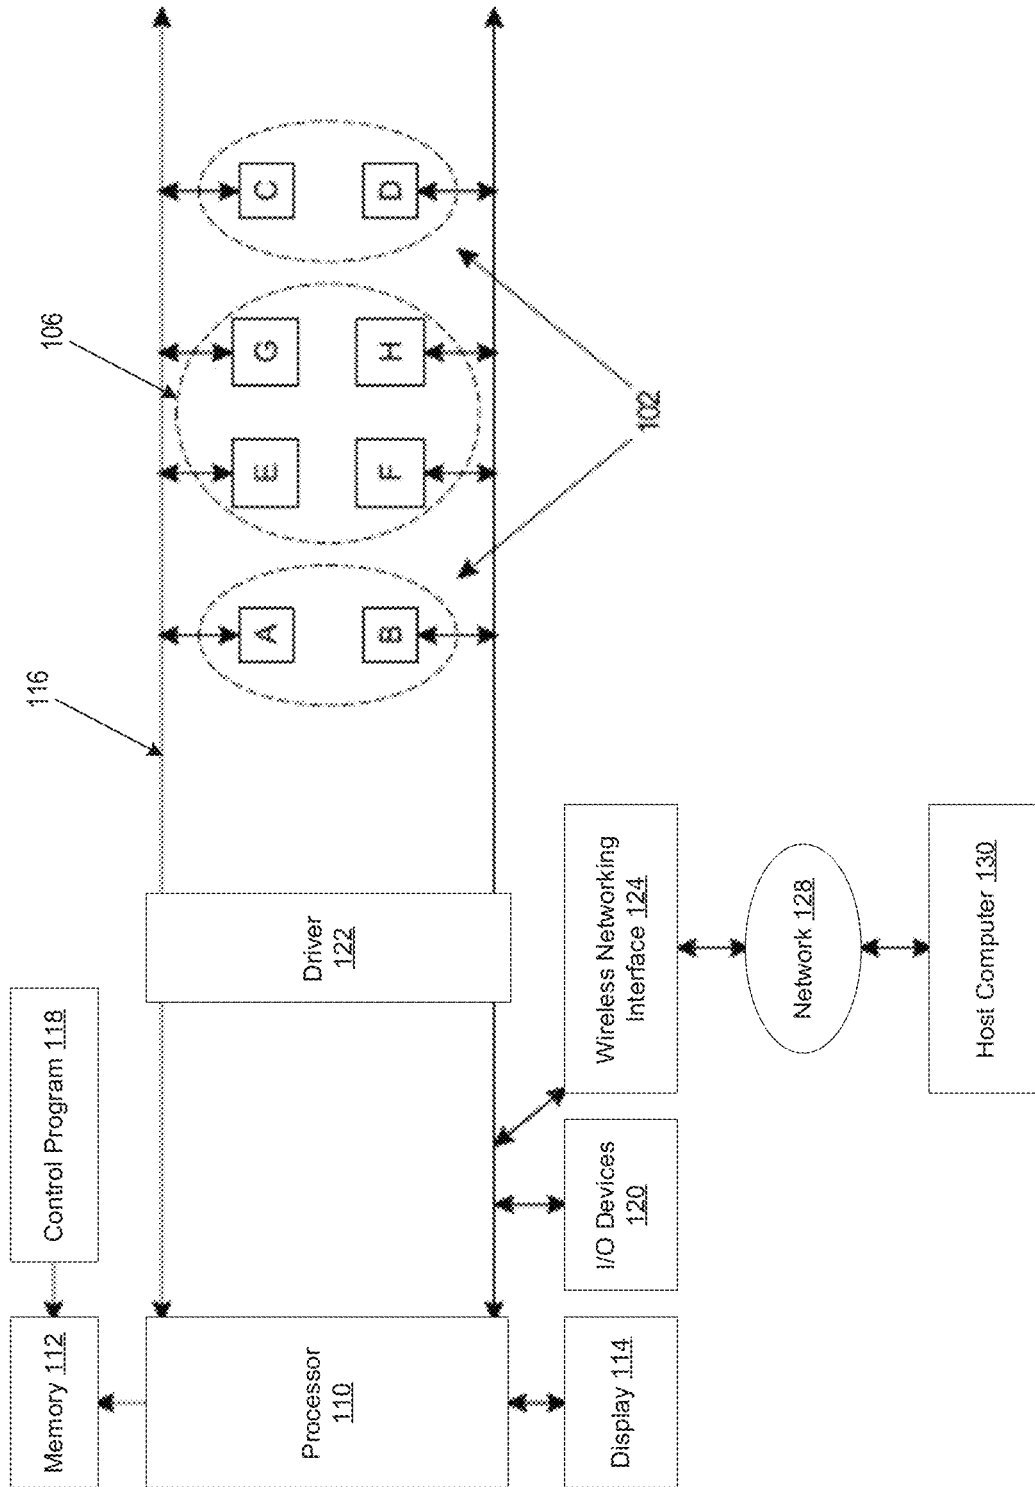 Memory 112
Control Program 118
116
106
Processor
110
Driver
122
A
E
G
C
B
F
H
D
102
Display 114
I/O Devices
120
Wireless Networking
Interface 124
Network 128
Host Computer 130